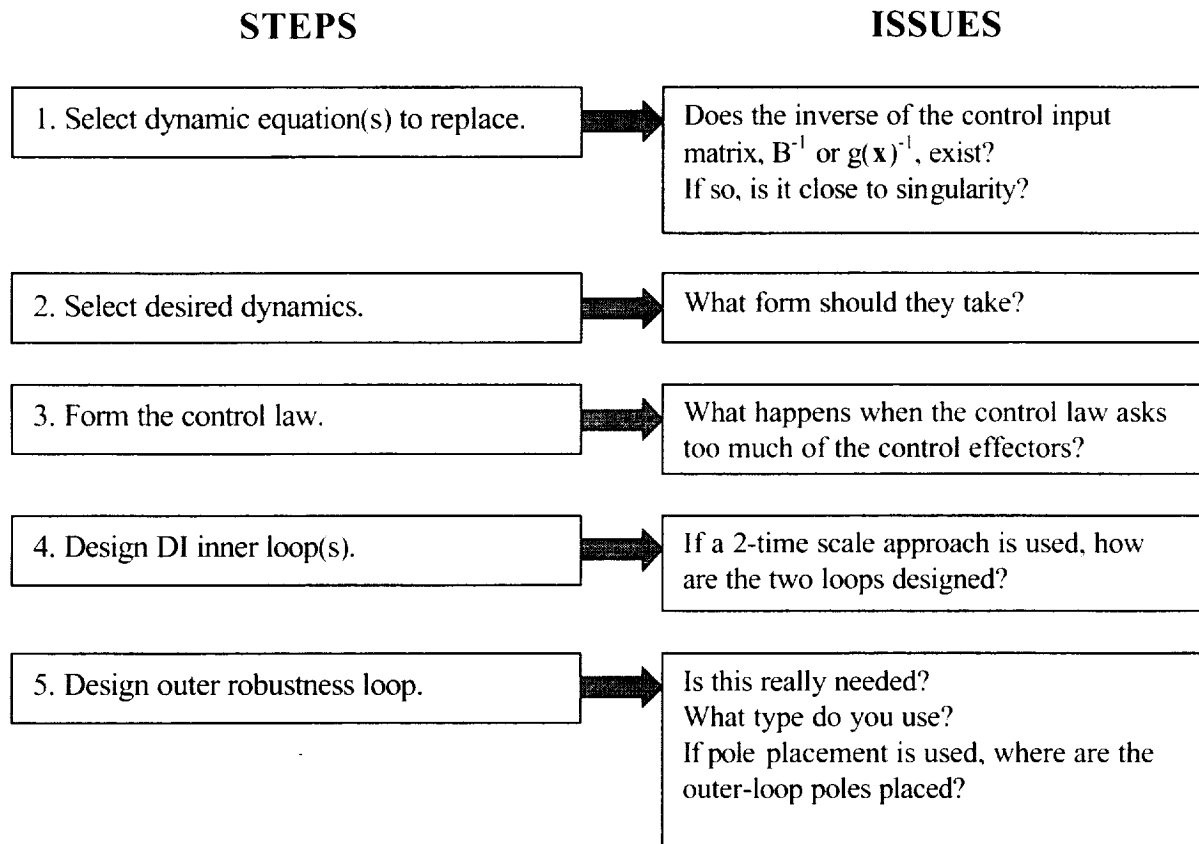 STEPS
ISSUES
1. Select dynamic equation(s) to replace.
Does the inverse of the control input
matrix, B⁻¹ or g(x)⁻¹, exist?
If so, is it close to singularity?
2. Select desired dynamics.
What form should they take?
3. Form the control law.
What happens when the control law asks
too much of the control effectors?
4. Design DI inner loop(s).
If a 2-time scale approach is used, how
are the two loops designed?
5. Design outer robustness loop.
Is this really needed?
What type do you use?
If pole placement is used, where are the
outer-loop poles placed?